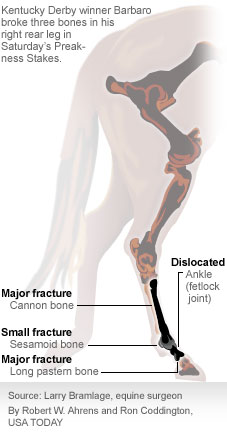 Kentucky Derby winner Barbaro
broke three bones in his
right rear leg in
Saturday's Preak-
ness Stakes.
Dislocated
Ankle
(fetlock
joint)
Major fracture
Cannon bone
Small fracture
Sesamoid bone
Major fracture
Long pastern bone
Source: Larry Bramlage, equine surgeon
By Robert W. Ahrens and Ron Coddington,
USA TODAY